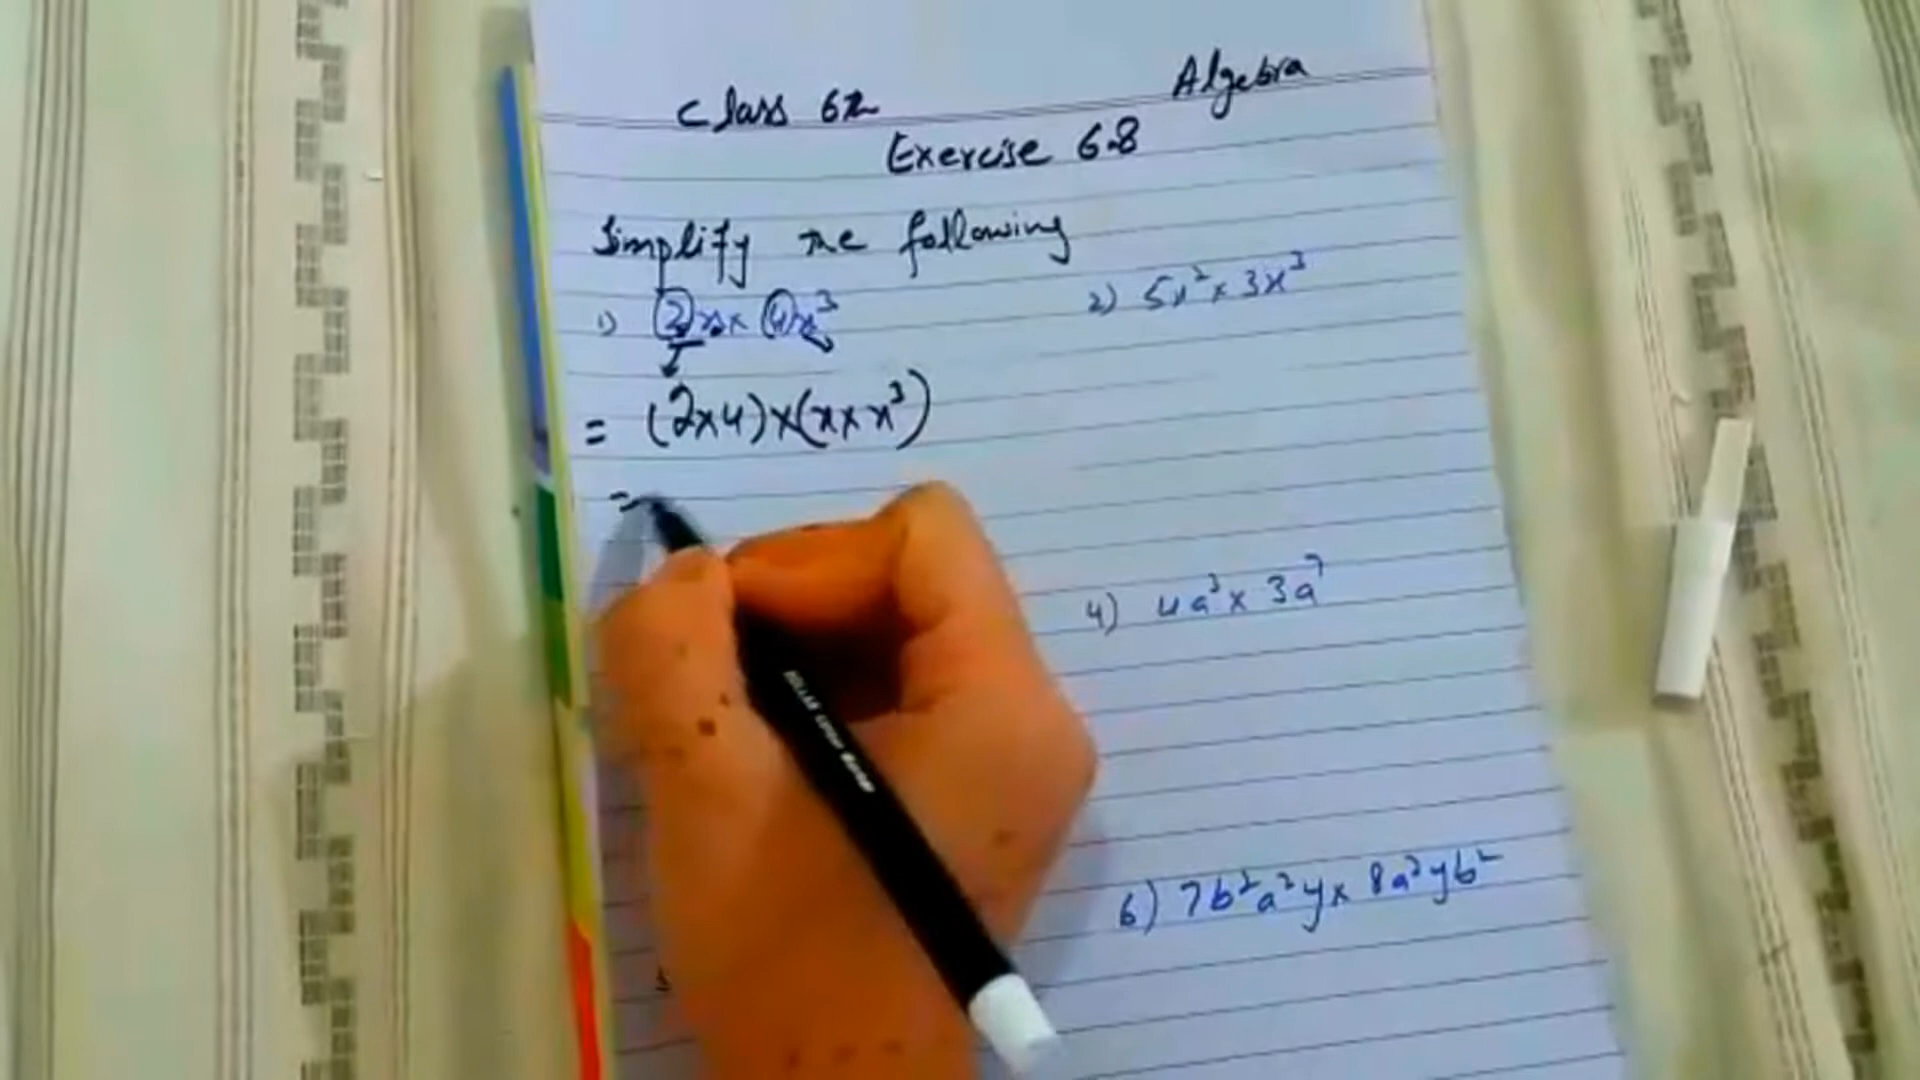 Class 6th Algebra
Exercise 6.8
Simplify the following
1) 2x × 4x³
2) 5x² × 3x³
= (2×4)×(x×x³)
=
4) 4a³ × 3a⁷
6) 7b²a²y × 8a²yb²